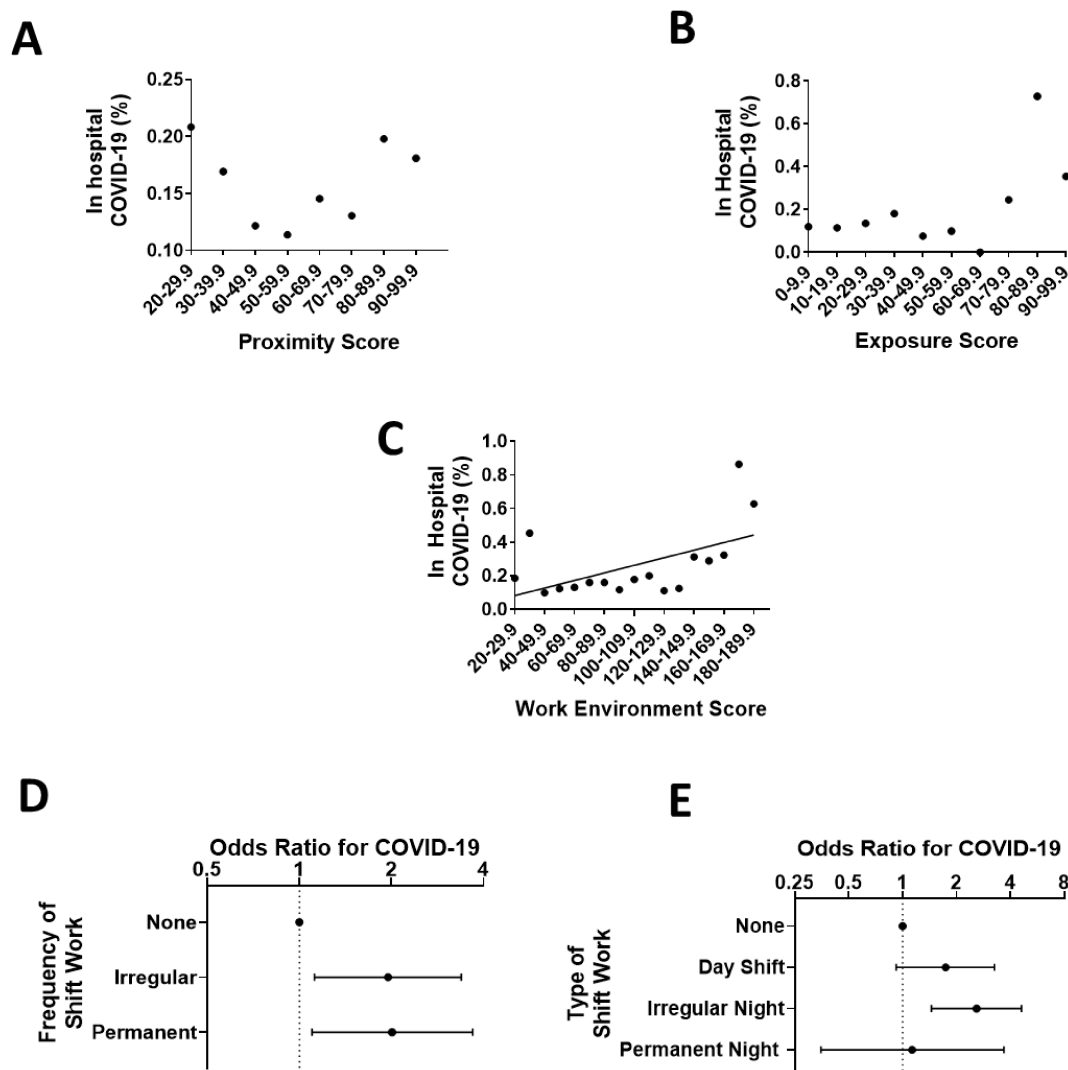 A
In hospital
COVID-19 (%)
0.25
0.20
0.15
0.10
20-29.9
30-39.9
40-49.9
50-59.9
60-69.9
70-79.9
80-89.9
90-99.9
Proximity Score
B
In Hospital
COVID-19 (%)
0.8
0.6
0.4
0.2
0.0
0-9.9
10-19.9
20-29.9
30-39.9
40-49.9
50-59.9
60-69.9
70-79.9
80-89.9
90-99.9
Exposure Score
C
In Hospital
COVID-19 (%)
1.0
0.8
0.6
0.4
0.2
0.0
20-29.9
40-49.9
60-69.9
80-89.9
100-109.9
120-129.9
140-149.9
160-169.9
180-189.9
Work Environment Score
D
Odds Ratio for COVID-19
0.5 1 2 4
Frequency of
Shift Work
None
Irregular
Permanent
E
Odds Ratio for COVID-19
0.25 0.5 1 2 4 8
Type of
Shift Work
None
Day Shift
Irregular Night
Permanent Night